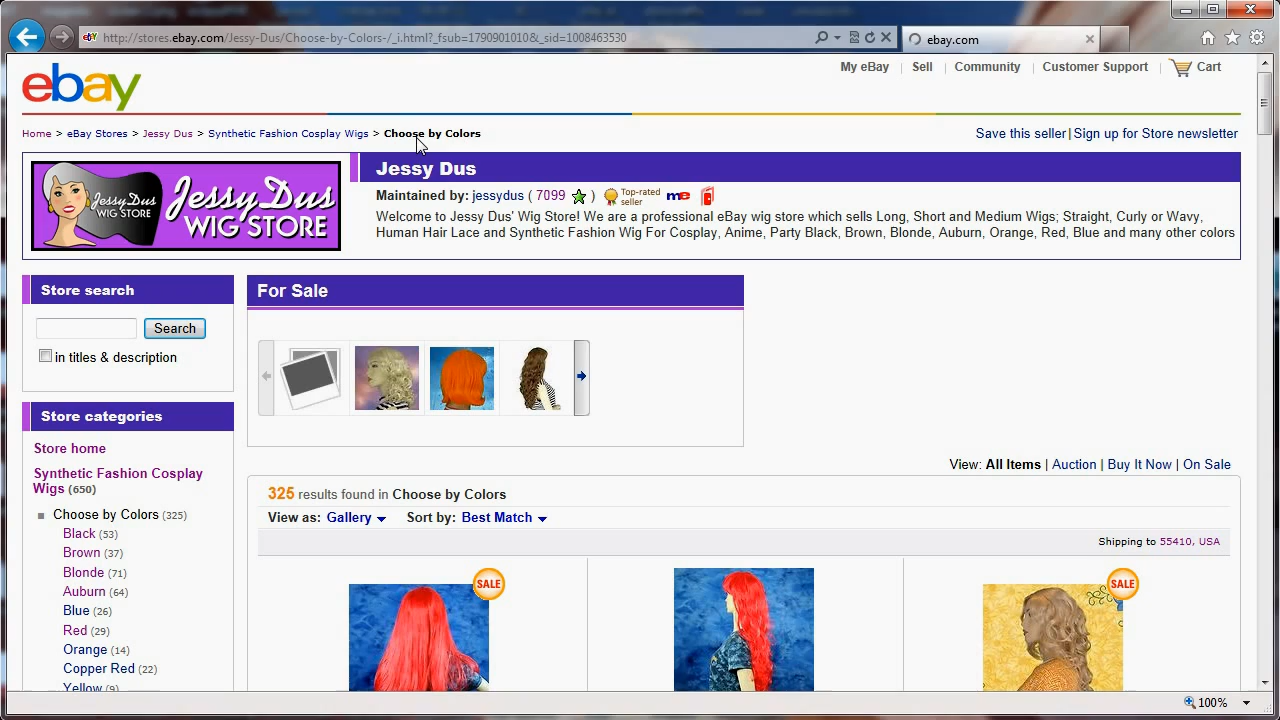 http://stores.ebay.com/Jessy-Dus/Choose-by-Colors-/_i.html?_fsub=1790901010&_sid=1008463530
ebay.com
My eBay | Sell | Community | Customer Support | Cart
ebay
Home > eBay Stores > Jessy Dus > Synthetic Fashion Cosplay Wigs > Choose by Colors
Save this seller | Sign up for Store newsletter
JessyDus
WIG STORE
JessyDus
WIG STORE
Jessy Dus
Maintained by: jessydus ( 7099 ) Top-rated seller me
Welcome to Jessy Dus' Wig Store! We are a professional eBay wig store which sells Long, Short and Medium Wigs; Straight, Curly or Wavy,
Human Hair Lace and Synthetic Fashion Wig For Cosplay, Anime, Party Black, Brown, Blonde, Auburn, Orange, Red, Blue and many other colors
Store search
Search
in titles & description
For Sale
Store categories
Store home
Synthetic Fashion Cosplay
Wigs (650)
Choose by Colors (325)
Black (53)
Brown (37)
Blonde (71)
Auburn (64)
Blue (26)
Red (29)
Orange (14)
Copper Red (22)
Yellow (9)
View: All Items | Auction | Buy It Now | On Sale
325 results found in Choose by Colors
View as: Gallery Sort by: Best Match
Shipping to 55410, USA
SALE
SALE
100%